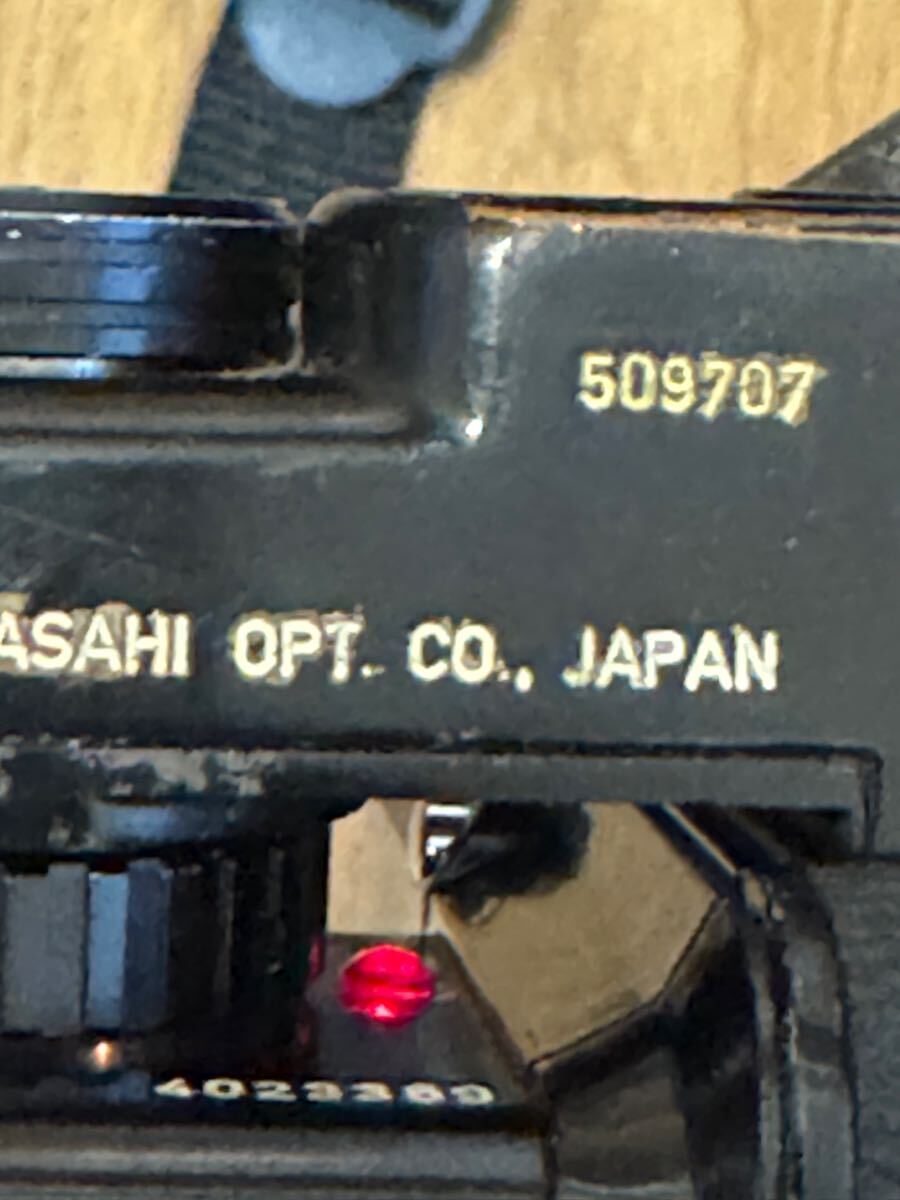 509707
ASAHI OPT. CO., JAPAN